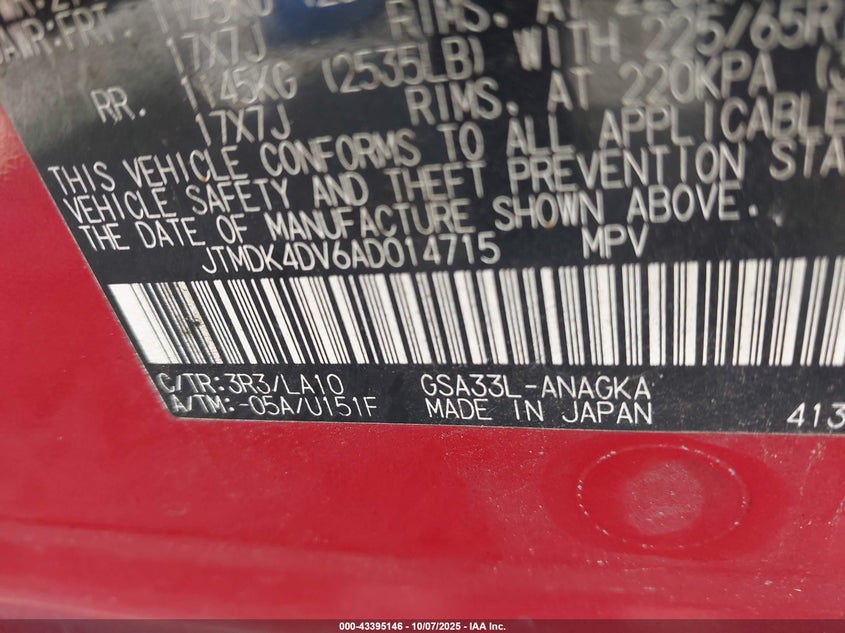 17X7J RIMS, AT
RR. 1145KG (2535LB) WITH 225/65R
17X7J RIMS, AT 220KPA
THIS VEHICLE CONFORMS TO ALL APPLICABLE
VEHICLE SAFETY AND THEFT PREVENTION STA
THE DATE OF MANUFACTURE SHOWN ABOVE.
JTMDK4DV6AD014715 MPV
C/TR:3R3/LA10 GSA33L-ANAGKA
A/TM:-05A/U151F MADE IN JAPAN 413
000-43395146 - 10/07/2025 - IAA Inc.